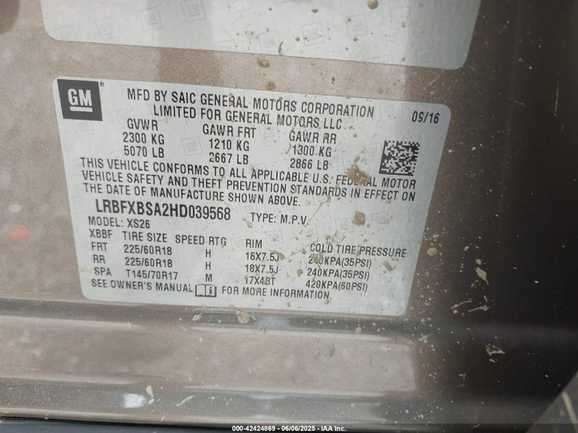 GM
MFD BY SAIC GENERAL MOTORS CORPORATION
LIMITED FOR GENERAL MOTORS LLC
09/16
GVWR GAWR FRT GAWR RR
2300 KG 1210 KG 1300 KG
5070 LB 2667 LB 2866 LB
THIS VEHICLE CONFORMS TO ALL APPLICABLE U.S. FEDERAL MOTOR
VEHICLE SAFETY AND THEFT PREVENTION STANDARDS IN EFFECT ON
THE DATE OF MANUFACTURE SHOWN ABOVE.
LRBFXBSA2HD039568 TYPE: M.P.V.
MODEL: XS26
XBBF TIRE SIZE SPEED RTG RIM COLD TIRE PRESSURE
FRT 225/60R18 H 18X7.5J 240KPA(35PSI)
RR 225/60R18 H 18X7.5J 240KPA(35PSI)
SPA T145/70R17 M 17X4BT 420KPA(60PSI)
SEE OWNER'S MANUAL FOR MORE INFORMATION.
000-42424869 - 06/06/2025 - IAA Inc.